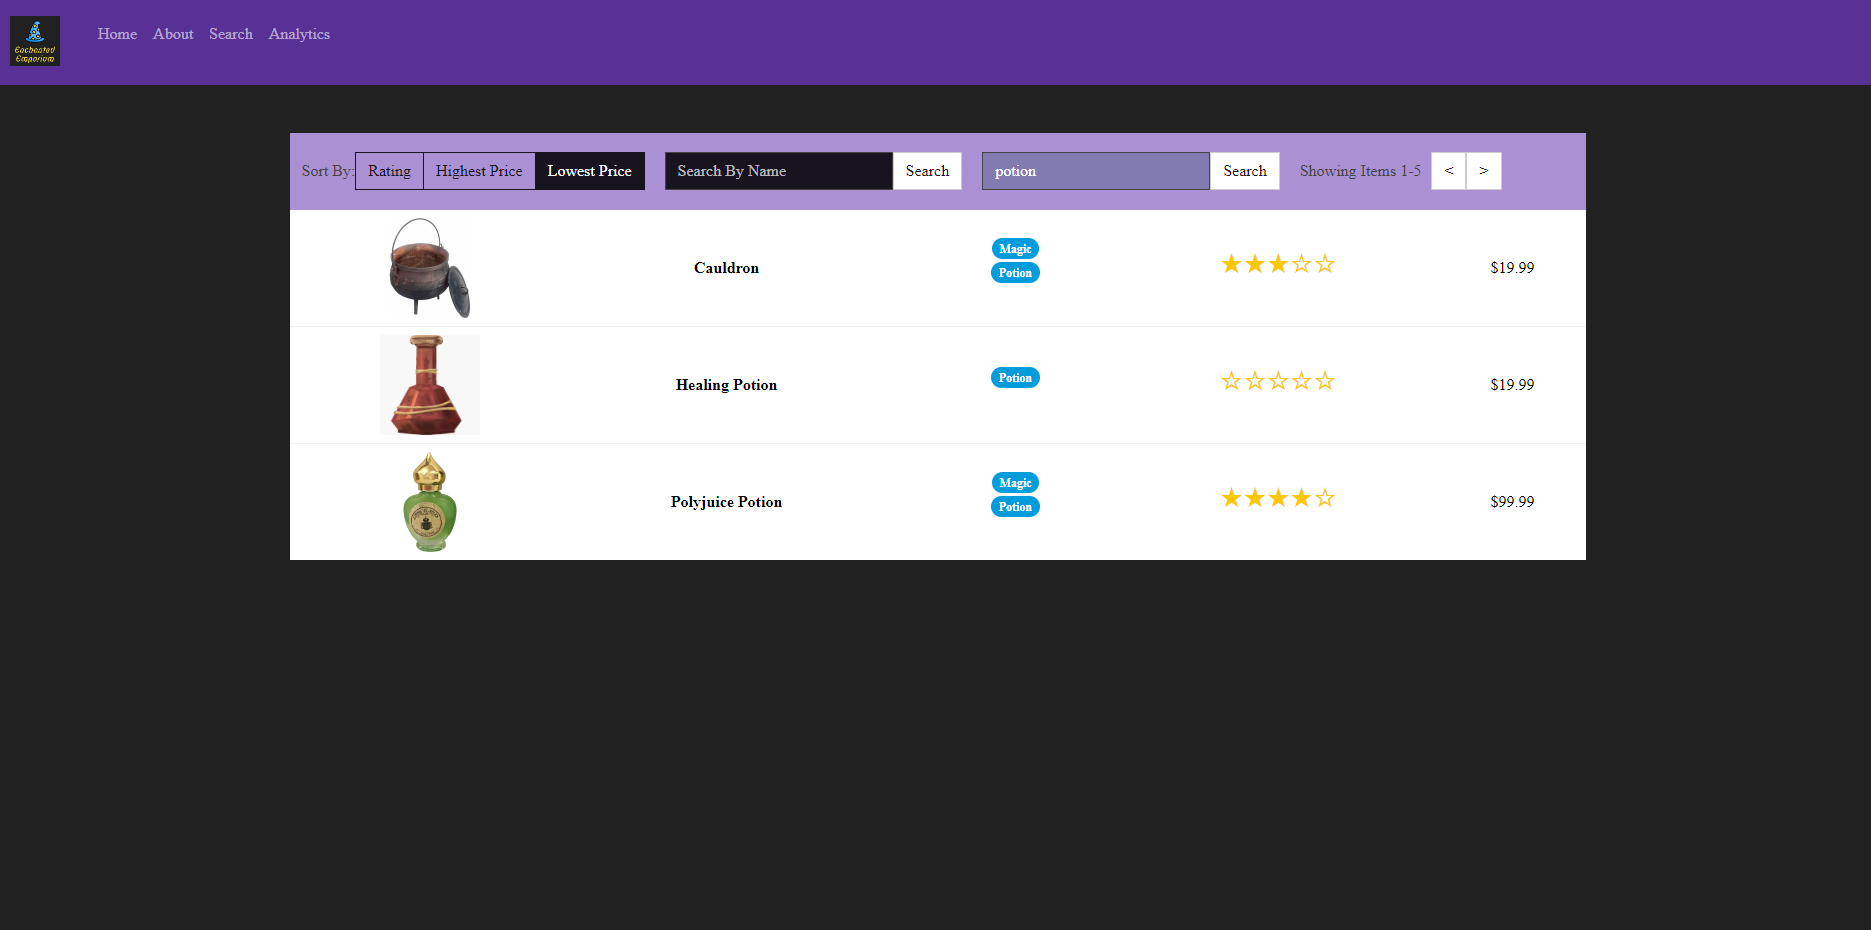 Enchanted
Emporium
Home About Search Analytics
Sort By: Rating Highest Price Lowest Price Search By Name Search potion Search Showing Items 1-5 < >
Magic
Cauldron Potion ★★★☆☆ $19.99
Healing Potion Potion ☆☆☆☆☆ $19.99
Magic
Polyjuice Potion Potion ★★★★☆ $99.99